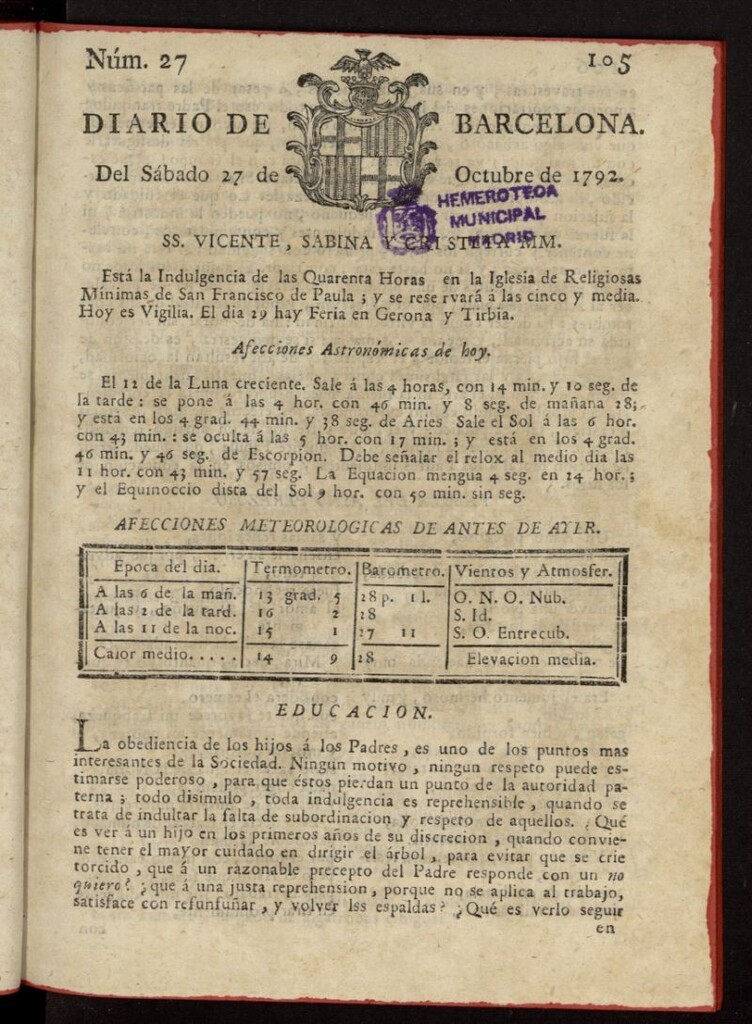 Núm. 27 105
DIARIO DE BARCELONA.
Del Sábado 27 de Octubre de 1792.
HEMEROTECA
MUNICIPAL
MADRID
SS. VICENTE, SABINA Y CRISTETA MM.
Está la Indulgencia de las Quarenta Horas en la Iglesia de Religiosas
Mínimas de San Francisco de Paula; y se reservará á las cinco y media.
Hoy es Vigilia. El dia 29 hay Feria en Gerona y Tirbia.
Afecciones Astronómicas de hoy.
El 12 de la Luna creciente. Sale á las 4 horas, con 14 min. y 10 seg. de
la tarde: se pone á las 4 hor. con 46 min. y 8 seg. de mañana 28;
y está en los 4 grad. 44 min. y 38 seg. de Aries Sale el Sol á las 6 hor.
con 43 min.: se oculta á las 5 hor. con 17 min.; y está en los 4 grad.
46 min. y 46 seg. de Escorpion. Debe señalar el relox al medio dia las
11 hor. con 43 min. y 57 seg. La Equacion mengua 4 seg. en 24 hor.;
y el Equinoccio dista del Sol 9 hor. con 50 min. sin seg.
AFECCIONES METEOROLOGICAS DE ANTES DE AYER.
Epoca del dia. Termometro. Barometro. Vientos y Atmosfer.
A las 6 de la mañ. 13 grad. 5 28 p. 1 l. O. N. O. Nub.
A las 2 de la tard. 16 2 28 S. Id.
A las 11 de la noc. 15 1 27 11 S. O. Entrecub.
Calor medio..... 14 9 28 Elevacion media.
EDUCACION.
La obediencia de los hijos á los Padres, es uno de los puntos mas
interesantes de la Sociedad. Ningun motivo, ningun respeto puede es-
timarse poderoso, para que éstos pierdan un punto de la autoridad pa-
terna; todo disimulo, toda indulgencia es reprehensible, quando se
trata de indultar la falta de subordinacion y respeto de aquellos. ¿Qué
es ver á un hijo en los primeros años de su discrecion, quando convie-
ne tener el mayor cuidado en dirigir el árbol, para evitar que se crie
torcido, que á un razonable precepto del Padre responde con un no
quiero? ¿que á una justa reprehension, porque no se aplica al trabajo,
satisface con refunfuñar, y volver lss espaldas? ¿Qué es verlo seguir
en